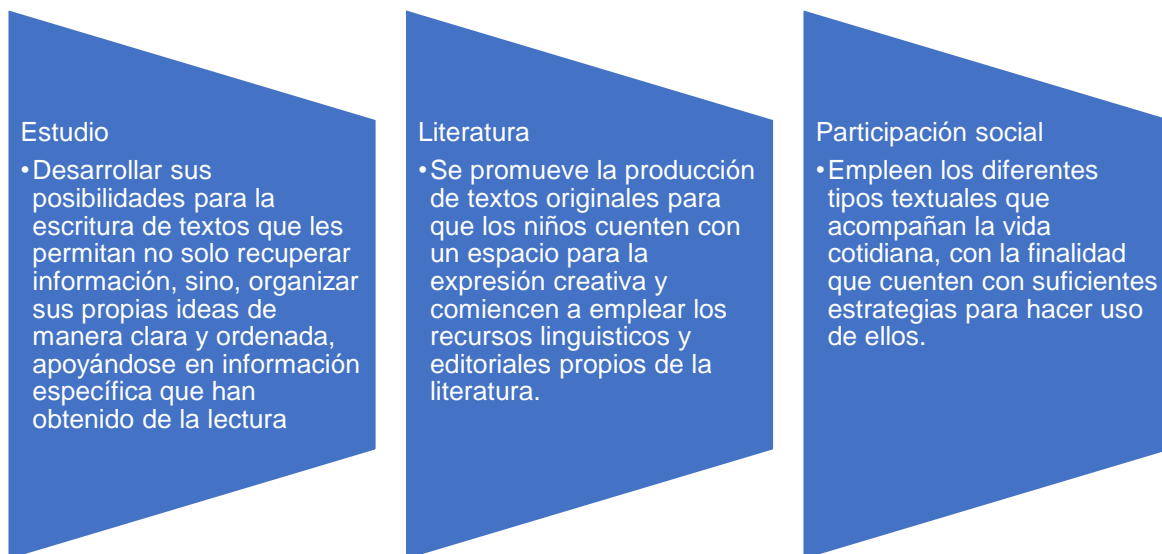 Estudio
•Desarrollar sus
posibilidades para la
escritura de textos que les
permitan no solo recuperar
información, sino, organizar
sus propias ideas de
manera clara y ordenada,
apoyándose en información
específica que han
obtenido de la lectura
Literatura
•Se promueve la producción
de textos originales para
que los niños cuenten con
un espacio para la
expresión creativa y
comiencen a emplear los
recursos linguisticos y
editoriales propios de la
literatura.
Participación social
•Empleen los diferentes
tipos textuales que
acompañan la vida
cotidiana, con la finalidad
que cuenten con suficientes
estrategias para hacer uso
de ellos.